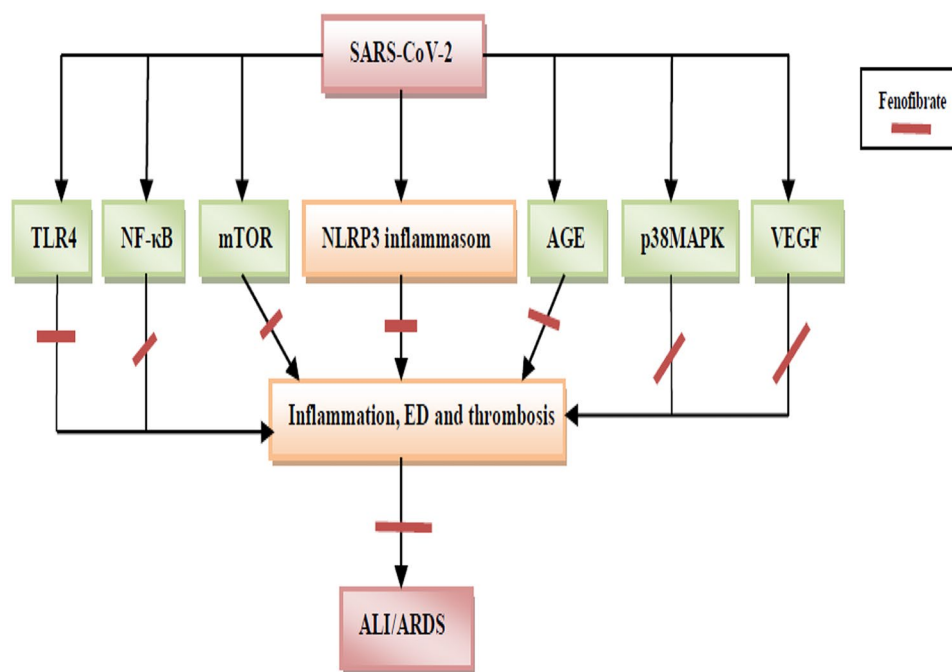 SARS-CoV-2
Fenofibrate
TLR4
NF-κB
mTOR
NLRP3 inflammasom
AGE
p38MAPK
VEGF
Inflammation, ED and thrombosis
ALI/ARDS